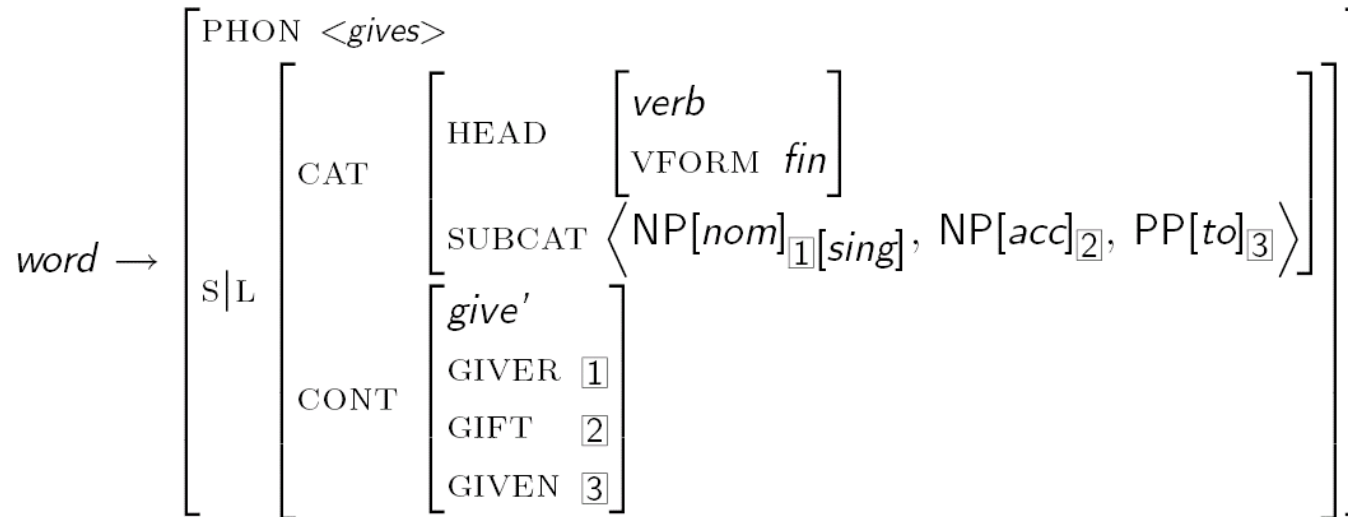 PHON <gives>
HEAD verb
VFORM fin
CAT
SUBCAT ⟨NP[nom]1[sing], NP[acc]2, PP[to]3⟩
word →
S|L
give'
GIVER 1
CONT
GIFT 2
GIVEN 3